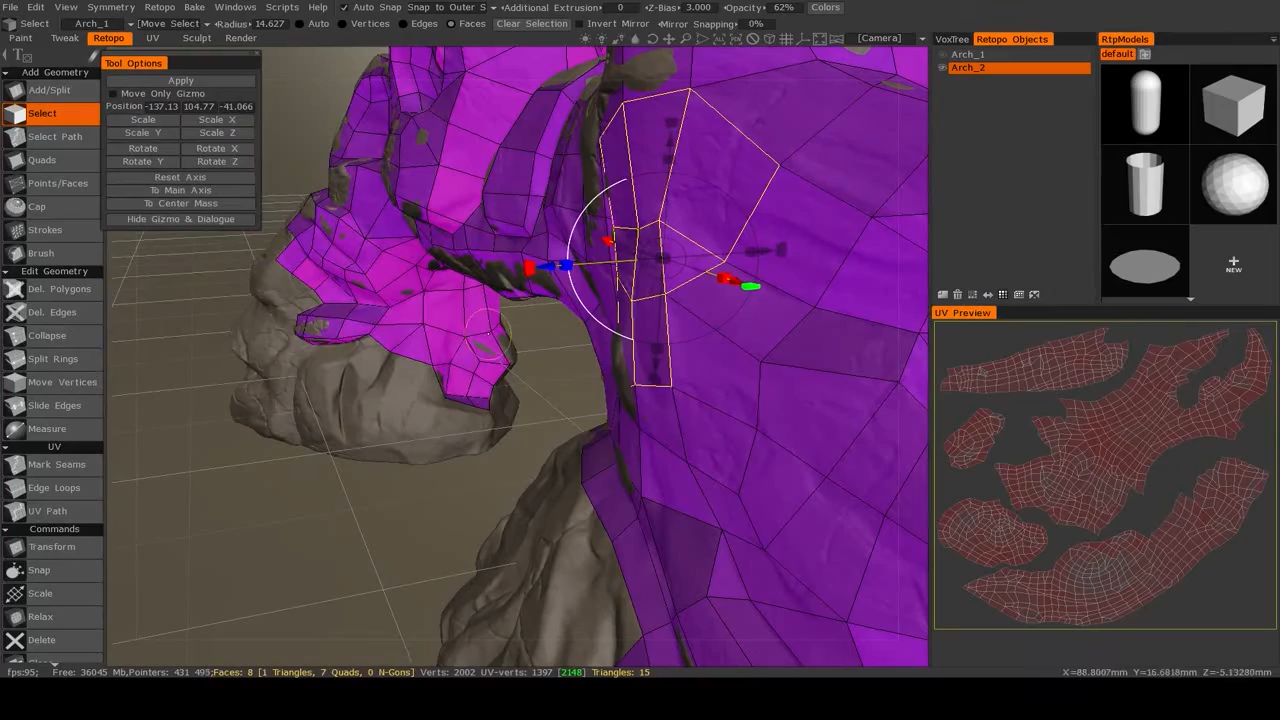 File Edit View Symmetry Retopo Bake Windows Scripts Help Auto Snap Snap to Outer S Additional Extrusion 0 Z-Bias 3.000 Opacity 62% Colors
Select Arch_1 [Move Select] Radius 14.627 Auto Vertices Edges Faces Clear Selection Invert Mirror Mirror Snapping 0%
Paint Tweak Retopo UV Sculpt Render [Camera]
VoxTree Retopo Objects
Arch_1
Arch_2
RtpModels
default
NEW
UV Preview
Add Geometry
Add/Split
Select
Select Path
Quads
Points/Faces
Cap
Strokes
Brush
Edit Geometry
Del. Polygons
Del. Edges
Collapse
Split Rings
Move Vertices
Slide Edges
Measure
UV
Mark Seams
Edge Loops
UV Path
Commands
Transform
Snap
Scale
Relax
Delete
Tool Options
Apply
Move Only Gizmo
Position -137.13 104.77 -41.066
Scale Scale X
Scale Y Scale Z
Rotate Rotate X
Rotate Y Rotate Z
Reset Axis
To Main Axis
To Center Mass
Hide Gizmo & Dialogue
fps:95; Free: 36045 Mb,Pointers: 431 495;Faces: 8 [1 Triangles, 7 Quads, 0 N-Gons] Verts: 2002 UV-verts: 1397 [2148] Triangles: 15 X=88.8007mm Y=16.6818mm Z=-5.13280mm